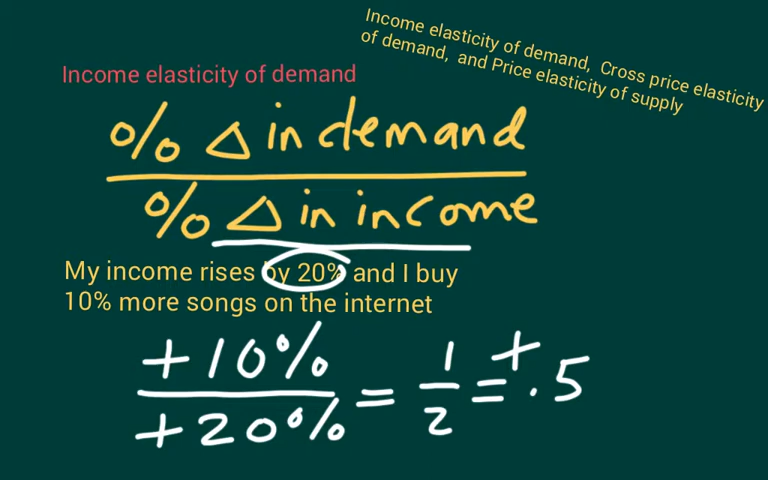 Income elasticity of demand, Cross price elasticity
of demand, and Price elasticity of supply
Income elasticity of demand
% Δ in demand
% Δ in income
My income rises by 20% and I buy
10% more songs on the internet
+10%
+20%
= 1/2 = +.5